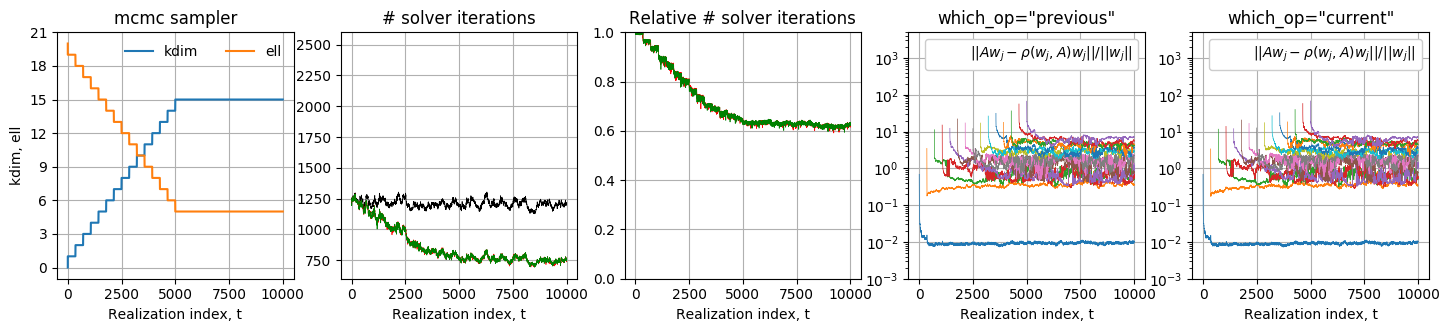 mcmc sampler
kdim, ell
21
18
15
12
9
6
3
0
kdim
ell
0 2500 5000 7500 10000
Realization index, t
# solver iterations
2500
2250
2000
1750
1500
1250
1000
750
0 2500 5000 7500 10000
Realization index, t
Relative # solver iterations
1.0
0.8
0.6
0.4
0.2
0.0
0 2500 5000 7500 10000
Realization index, t
which_op="previous"
||Aw_j − ρ(w_j, A)w_j||/||w_j||
10^3
10^2
10^1
10^0
10^−1
10^−2
10^−3
0 2500 5000 7500 10000
Realization index, t
which_op="current"
||Aw_j − ρ(w_j, A)w_j||/||w_j||
10^3
10^2
10^1
10^0
10^−1
10^−2
10^−3
0 2500 5000 7500 10000
Realization index, t